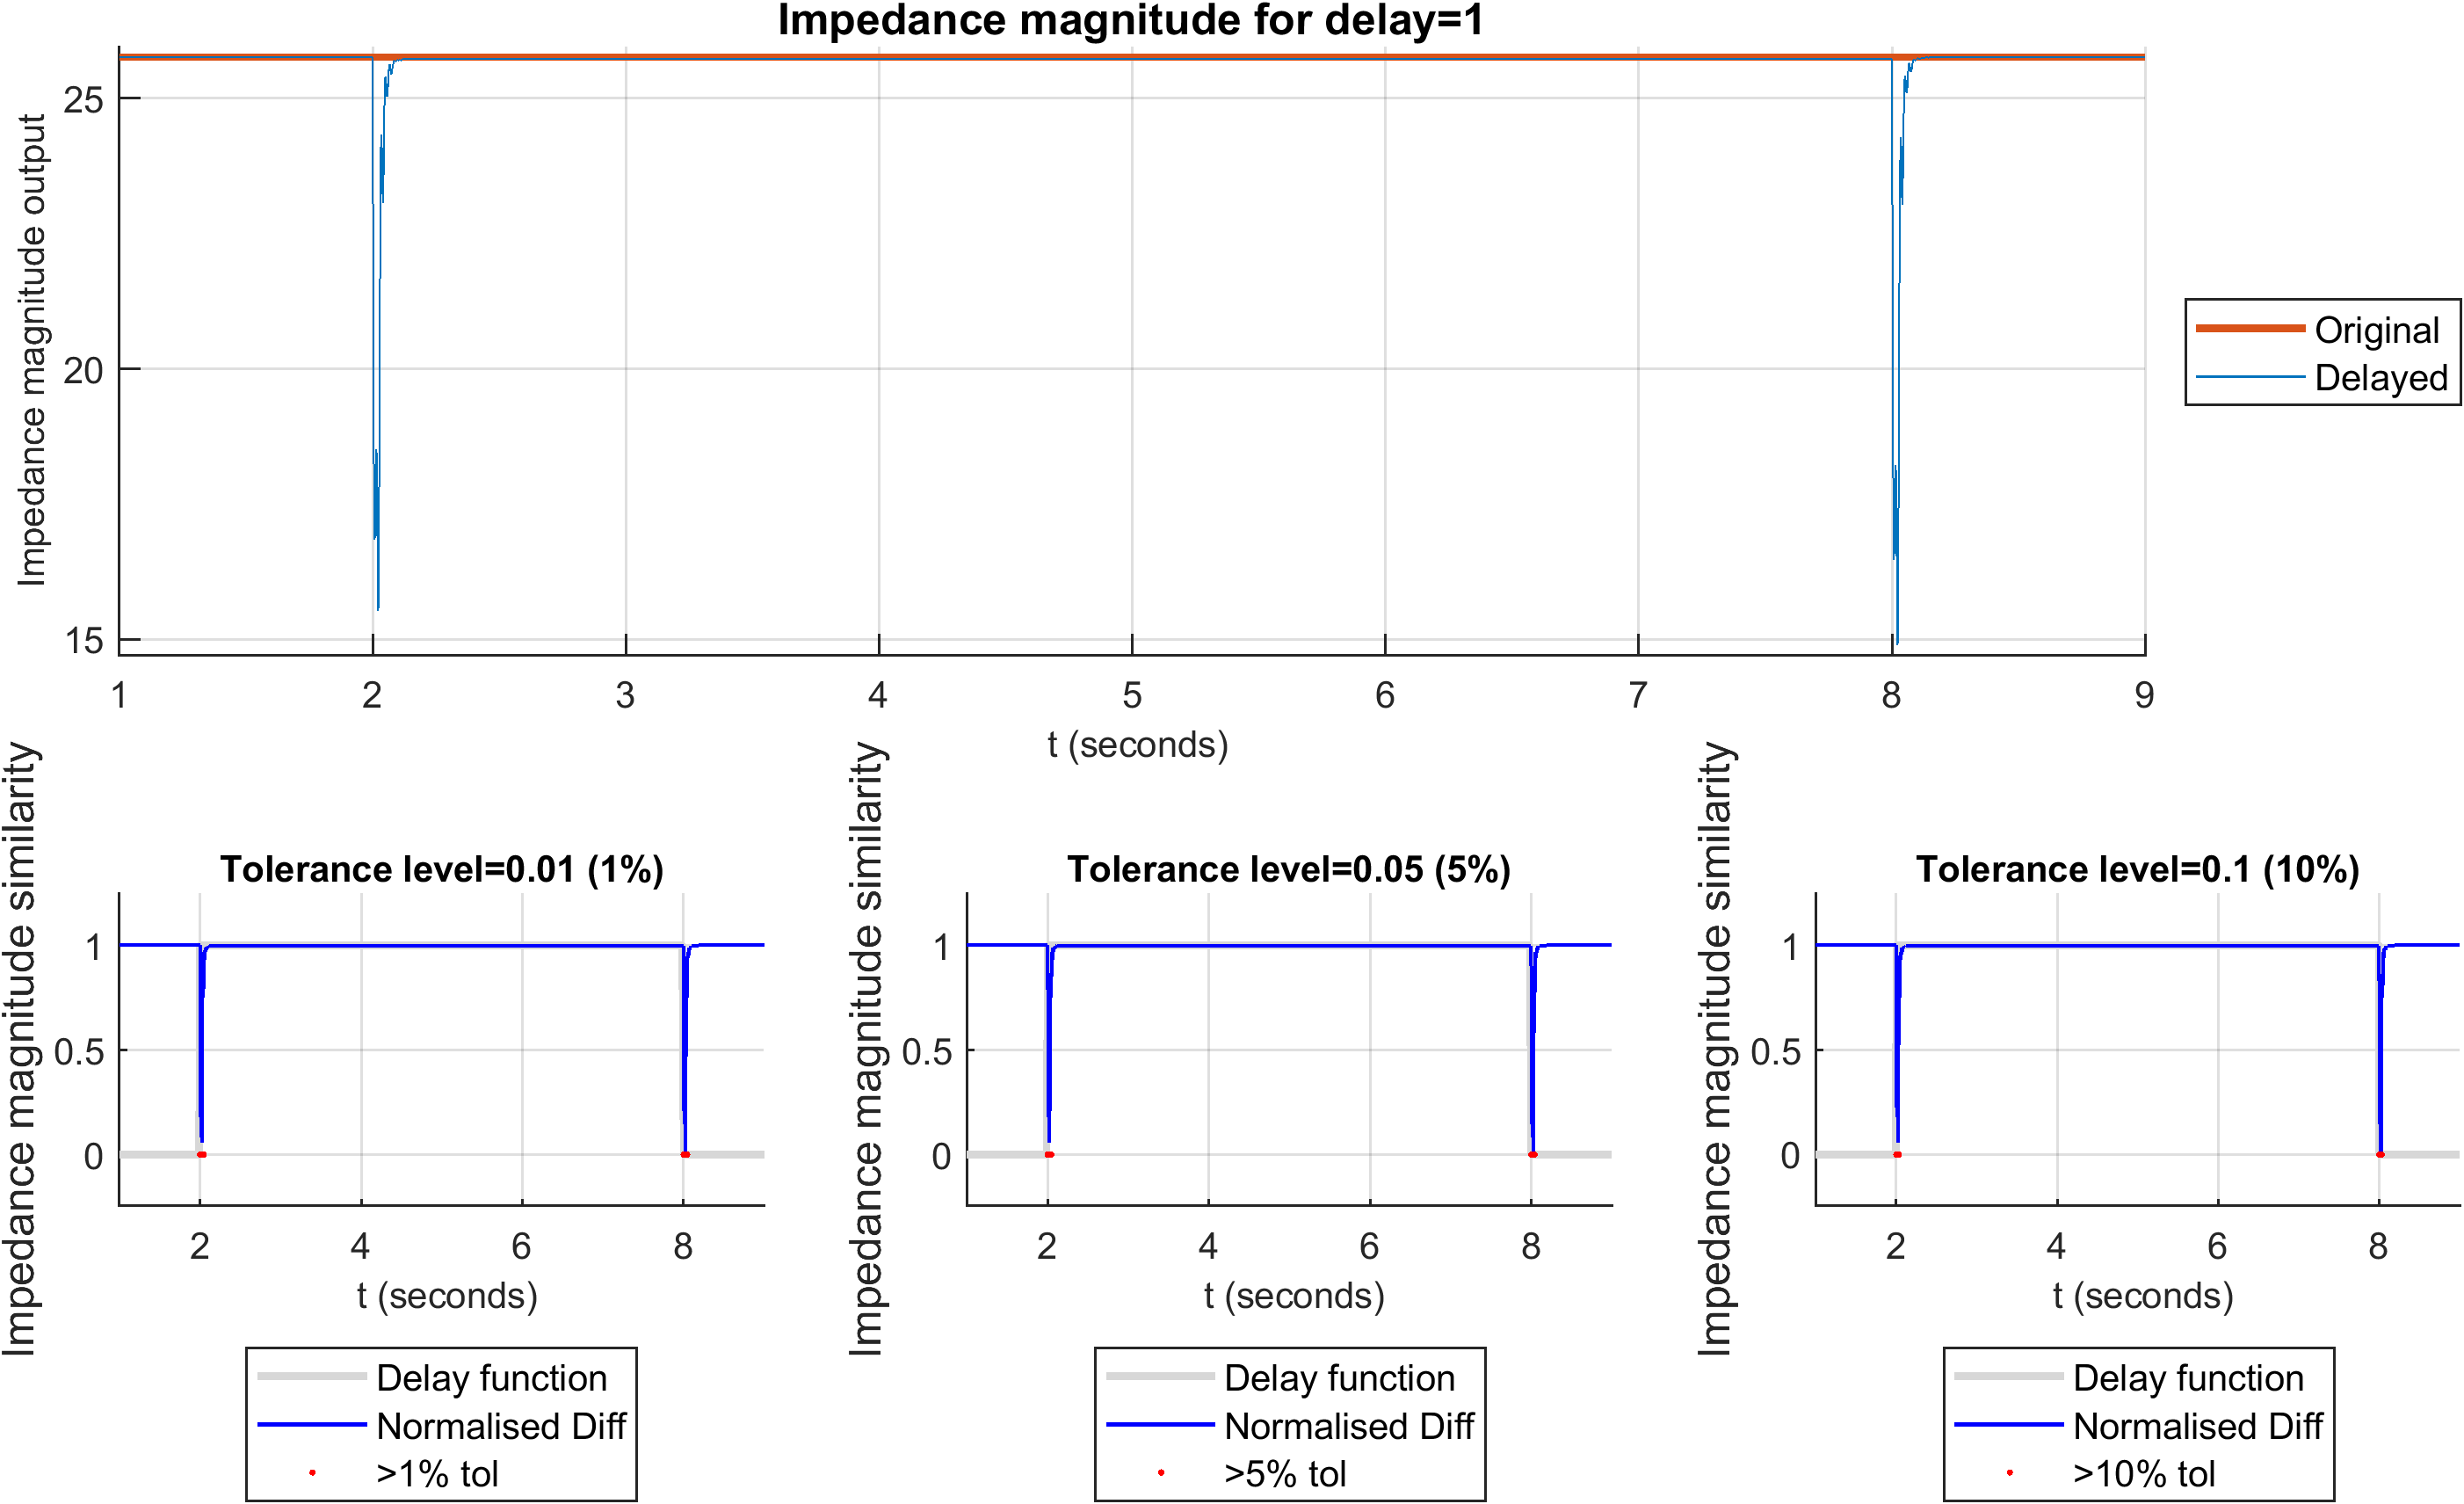 Impedance magnitude for delay=1
Impedance magnitude output
25
20
15
1 2 3 4 5 6 7 8 9
t (seconds)
Original
Delayed
Tolerance level=0.01 (1%)
Impedance magnitude similarity
1
0.5
0
2 4 6 8
t (seconds)
Delay function
Normalised Diff
>1% tol
Tolerance level=0.05 (5%)
Impedance magnitude similarity
1
0.5
0
2 4 6 8
t (seconds)
Delay function
Normalised Diff
>5% tol
Tolerance level=0.1 (10%)
Impedance magnitude similarity
1
0.5
0
2 4 6 8
t (seconds)
Delay function
Normalised Diff
>10% tol